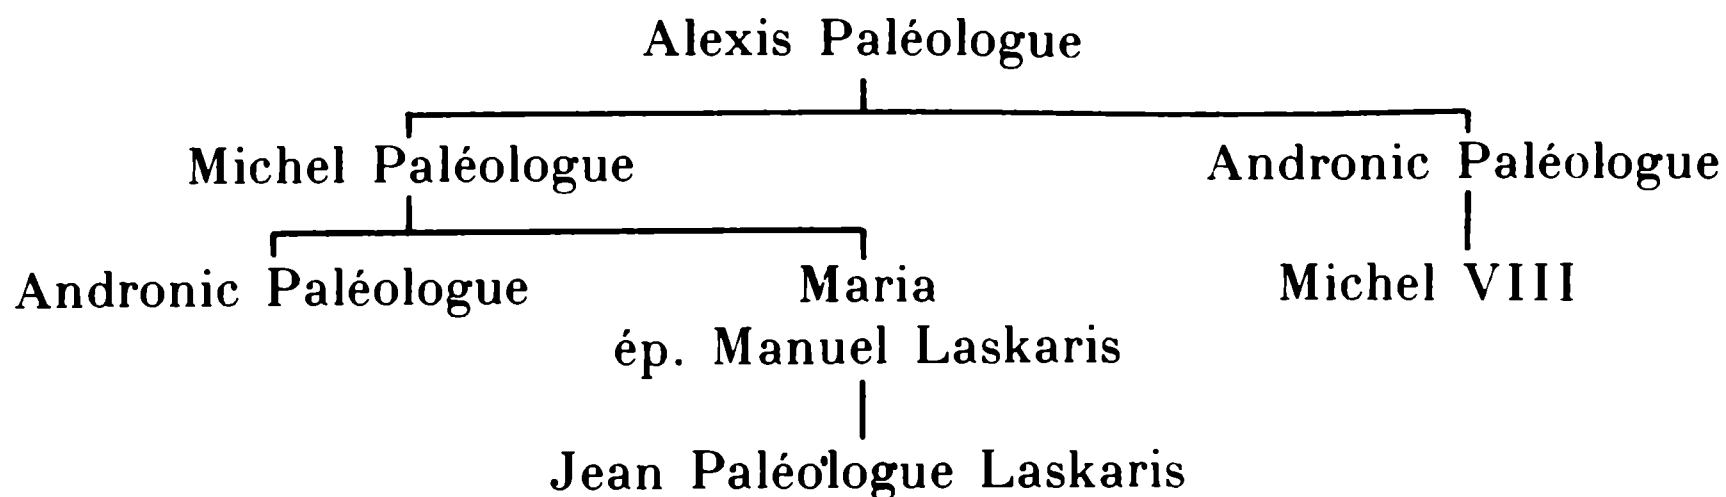 Alexis Paléologue
Michel Paléologue
Andronic Paléologue
Andronic Paléologue
Maria
Michel VIII
ép. Manuel Laskaris
Jean Paléologue Laskaris